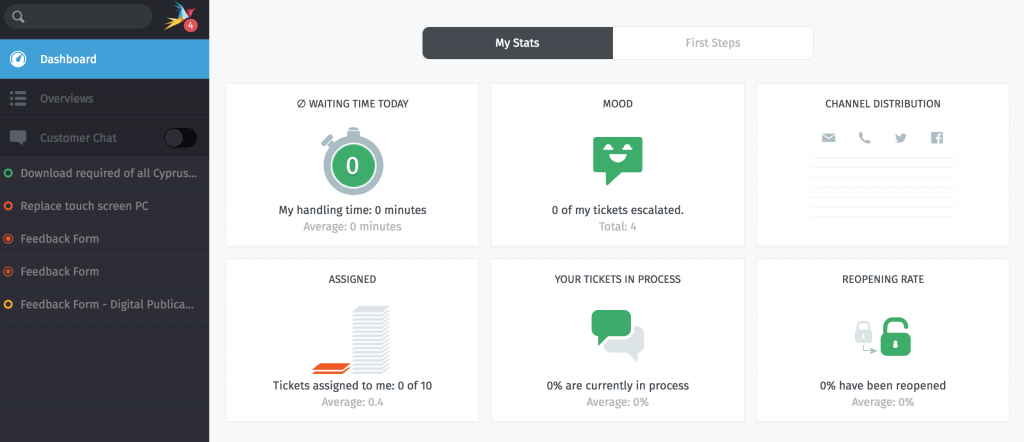 4
Dashboard
Overviews
Customer Chat
Download required of all Cyprus...
Replace touch screen PC
Feedback Form
Feedback Form
Feedback Form - Digital Publica...
My Stats
First Steps
∅ WAITING TIME TODAY
0
My handling time: 0 minutes
Average: 0 minutes
MOOD
0 of my tickets escalated.
Total: 4
CHANNEL DISTRIBUTION
ASSIGNED
Tickets assigned to me: 0 of 10
Average: 0.4
YOUR TICKETS IN PROCESS
0% are currently in process
Average: 0%
REOPENING RATE
0% have been reopened
Average: 0%